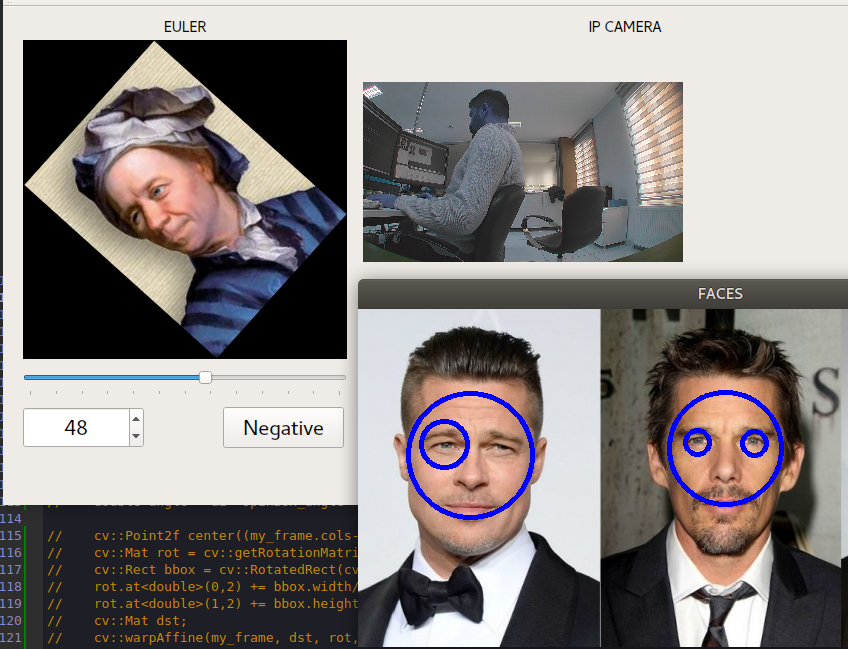 EULER
IP CAMERA
FACES
48
Negative
S
114
115 //    cv::Point2f center((my_frame.cols-
116 //    cv::Mat rot = cv::getRotationMatri
117 //    cv::Rect bbox = cv::RotatedRect(cv
118 //    rot.at<double>(0,2) += bbox.width/
119 //    rot.at<double>(1,2) += bbox.height
120 //    cv::Mat dst;
121 //    cv::warpAffine(my_frame, dst, rot,